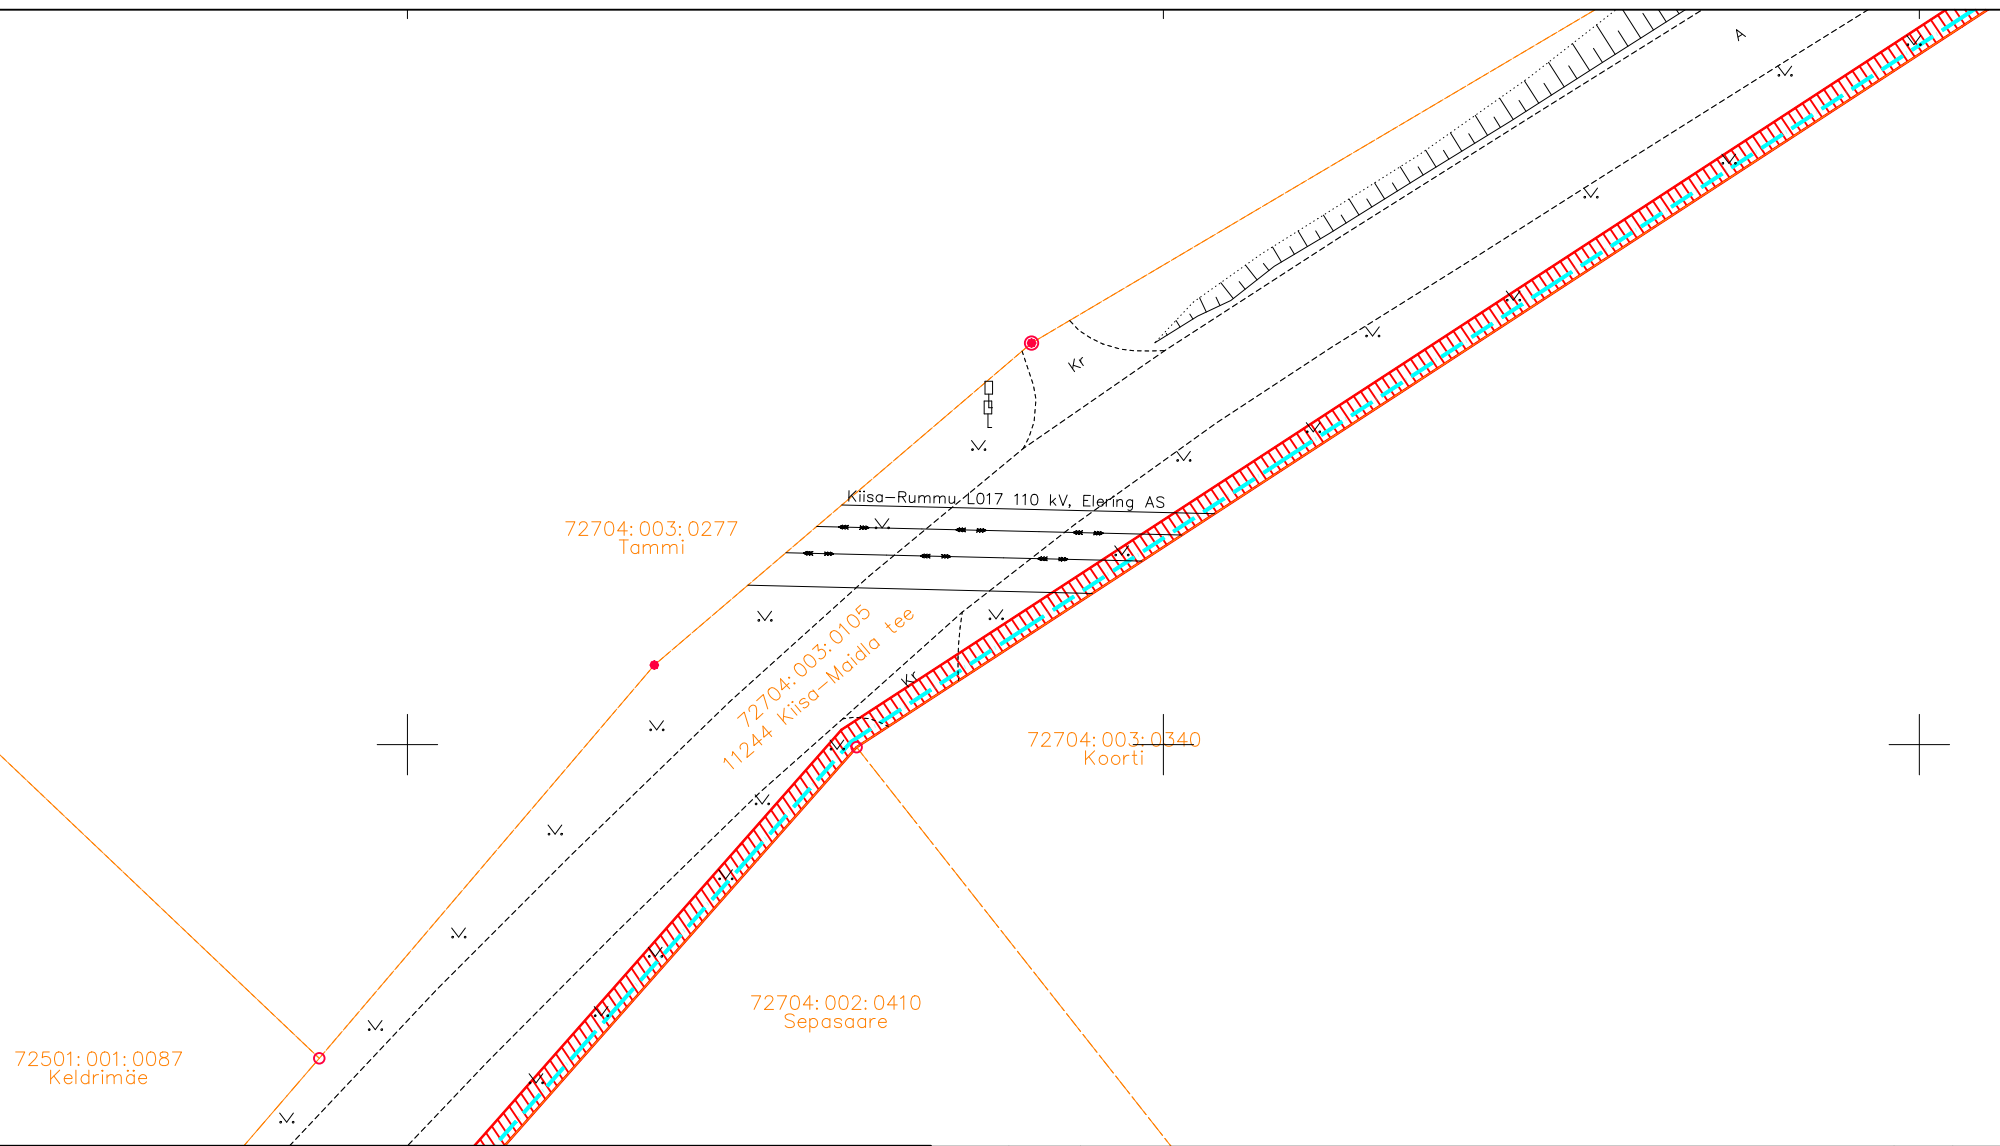 A
Kr
Kiisa-Rummu L017 110 kV, Elering AS
72704:003:0277
Tammi
72704:003:0105
11244 Kiisa-Maidla tee
Kr
72704:003:0340
Koorti
72704:002:0410
Sepasaare
72501:001:0087
Keldrimäe